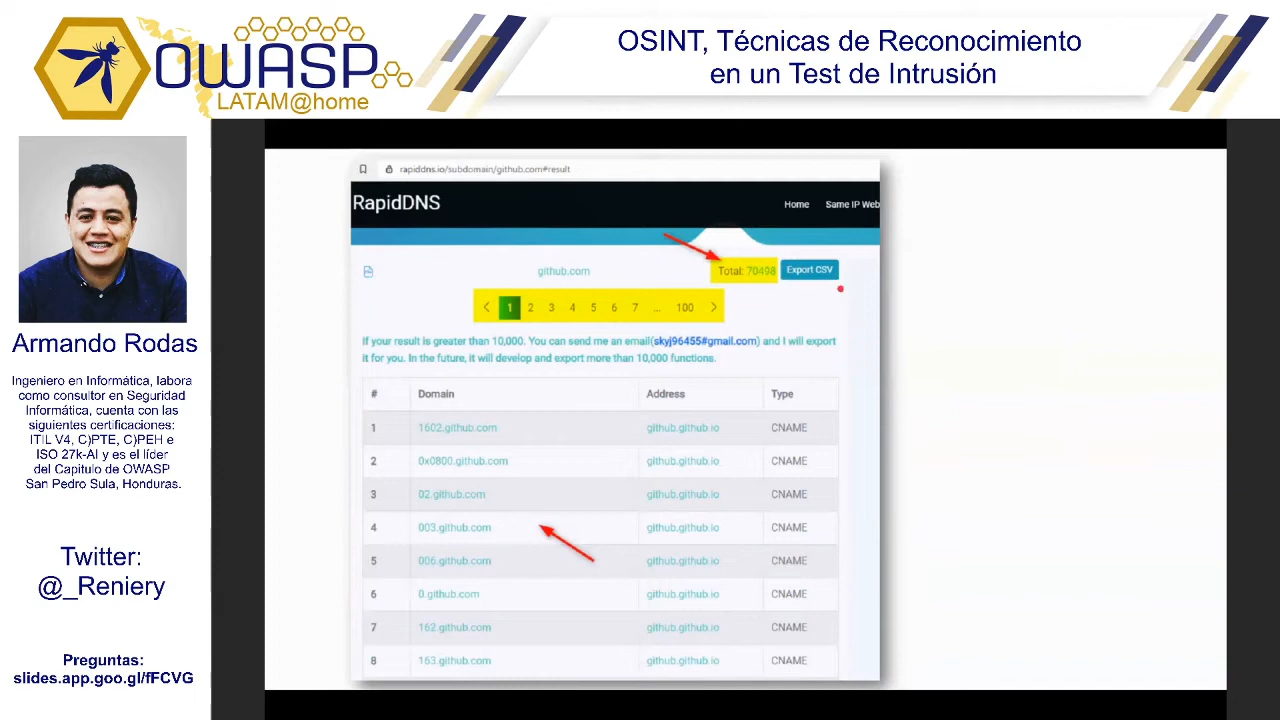 OWASP
LATAM@home
OSINT, Técnicas de Reconocimiento
en un Test de Intrusión
Armando Rodas
Ingeniero en Informática, labora
como consultor en Seguridad
Informática, cuenta con las
siguientes certificaciones:
ITIL V4, C)PTE, C)PEH e
ISO 27k-AI y es el líder
del Capitulo de OWASP
San Pedro Sula, Honduras.
Twitter:
@_Reniery
Preguntas:
slides.app.goo.gl/fFCVG
rapiddns.io/subdomain/github.com#result
RapidDNS
Home Same IP Web
github.com Total: 70498 Export CSV
< 1 2 3 4 5 6 7 ... 100 >
If your result is greater than 10,000. You can send me an email(skyj96455#gmail.com) and I will export
it for you. In the future, it will develop and export more than 10,000 functions.
# Domain Address Type
1 1602.github.com github.github.io CNAME
2 0x0800.github.com github.github.io CNAME
3 02.github.com github.github.io CNAME
4 003.github.com github.github.io CNAME
5 006.github.com github.github.io CNAME
6 0.github.com github.github.io CNAME
7 162.github.com github.github.io CNAME
8 163.github.com github.github.io CNAME